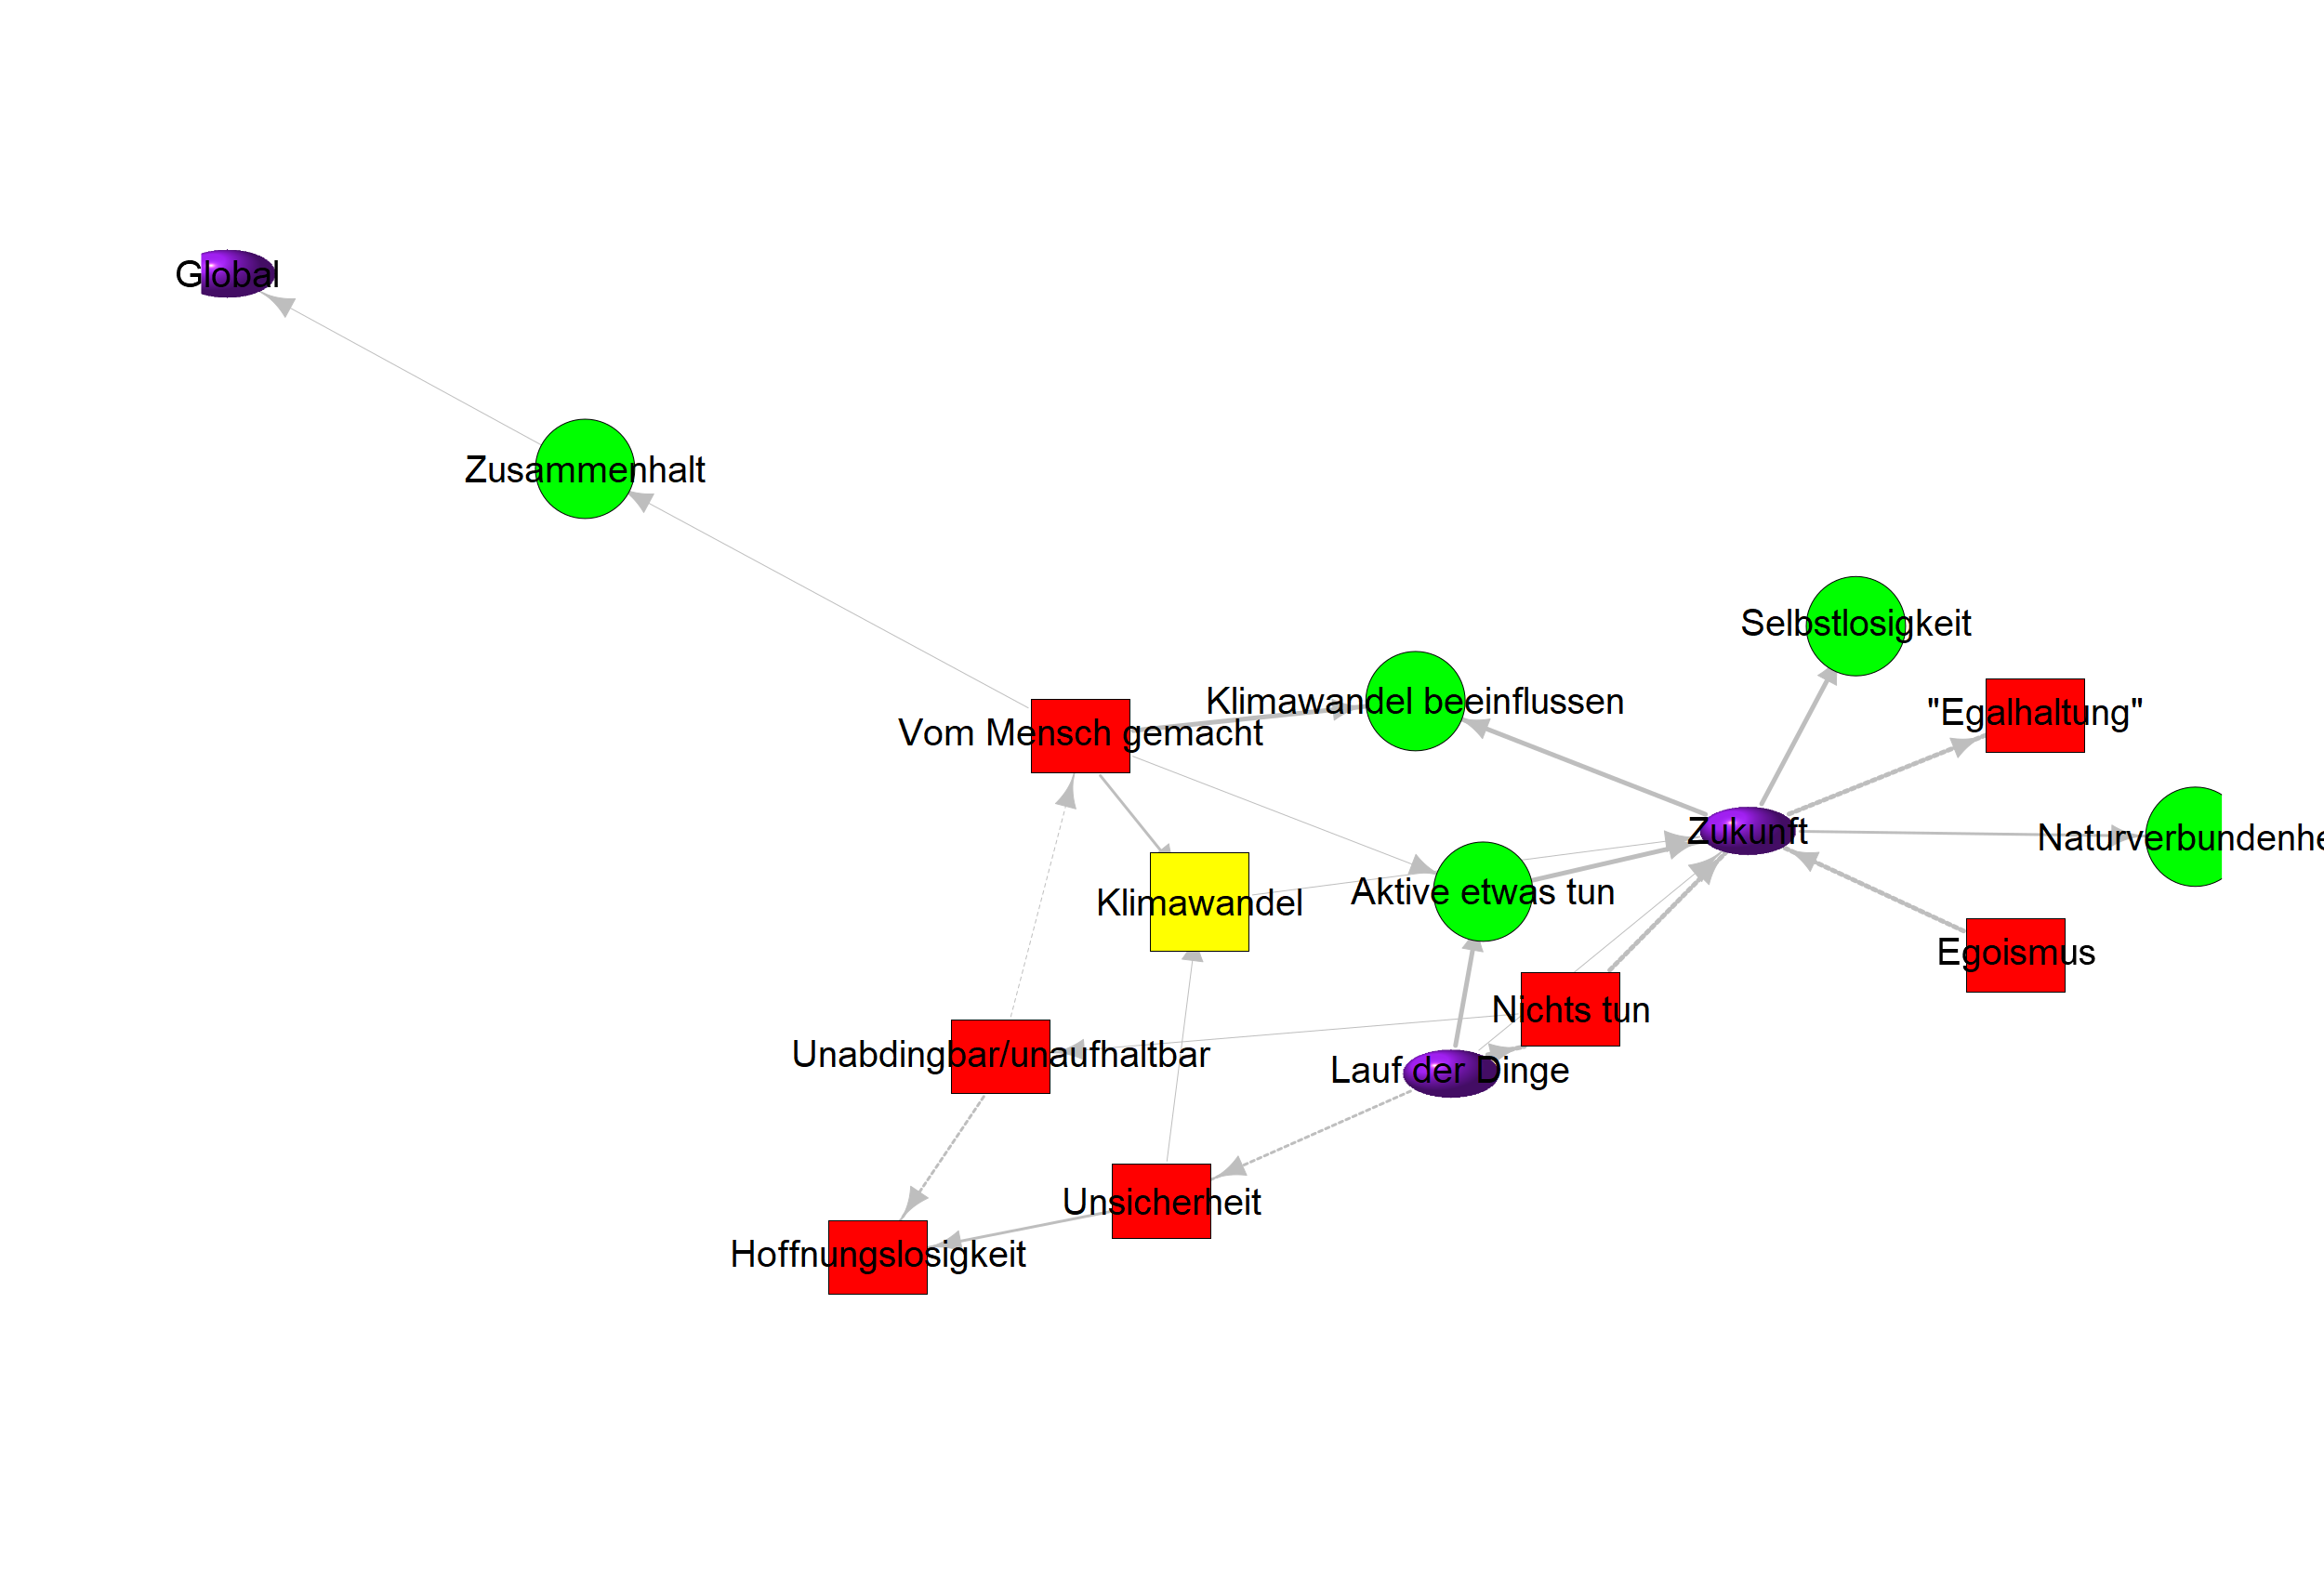 Global
Zusammenhalt
Selbstlosigkeit
Klimawandel beeinflussen
"Egalhaltung"
Vom Mensch gemacht
Zukunft
Naturverbundenhe
Aktive etwas tun
Klimawandel
Egoismus
Nichts tun
Unabdingbar/unaufhaltbar
Lauf der Dinge
Unsicherheit
Hoffnungslosigkeit